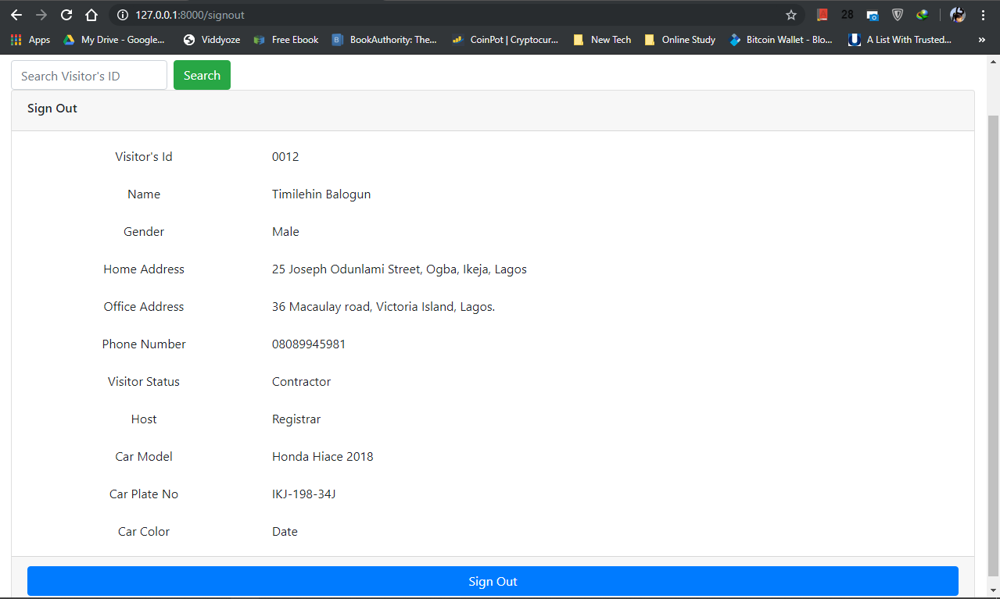 127.0.0.1:8000/signout
28
Apps
My Drive - Google...
Viddyoze
Free Ebook
BookAuthority: The...
CoinPot | Cryptocur...
New Tech
Online Study
Bitcoin Wallet - Blo...
A List With Trusted...
»
Search Visitor's ID
Search
Sign Out
Visitor's Id 0012
Name Timilehin Balogun
Gender Male
Home Address 25 Joseph Odunlami Street, Ogba, Ikeja, Lagos
Office Address 36 Macaulay road, Victoria Island, Lagos.
Phone Number 08089945981
Visitor Status Contractor
Host Registrar
Car Model Honda Hiace 2018
Car Plate No IKJ-198-34J
Car Color Date
Sign Out